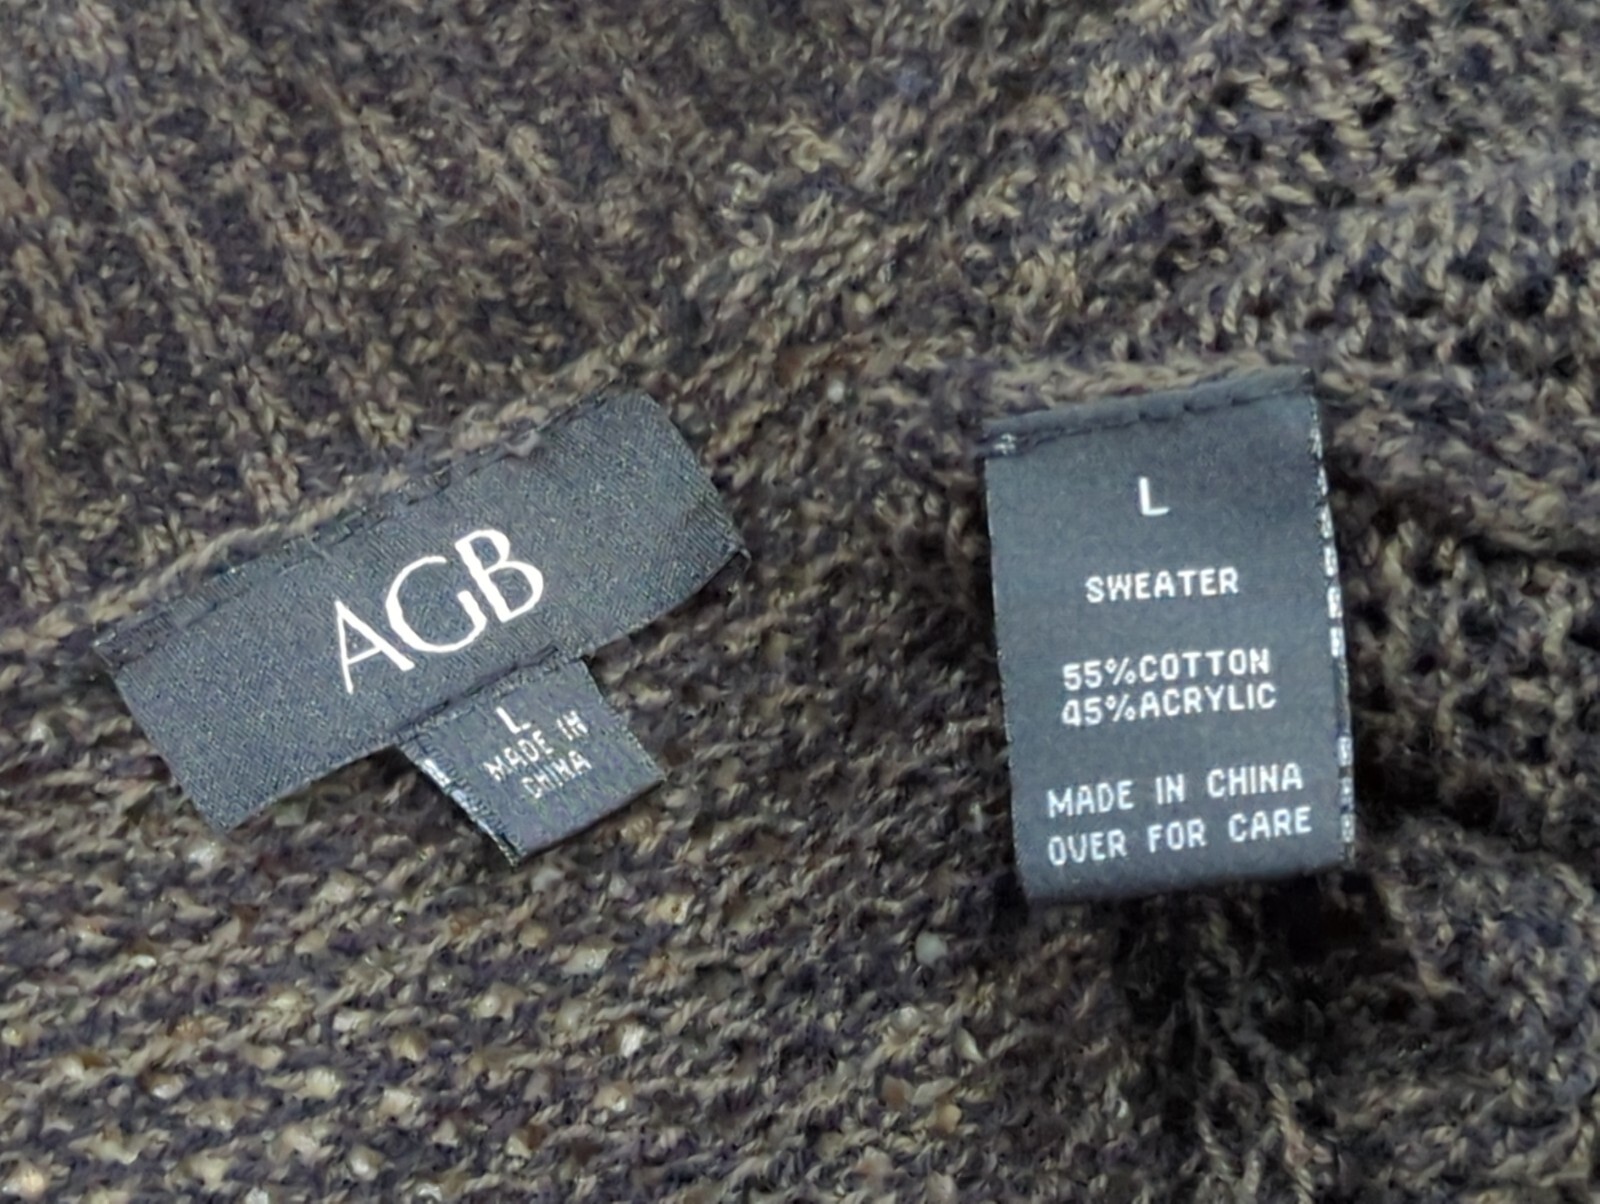 AGB
L
MADE IN
CHINA
L
SWEATER
55%COTTON
45%ACRYLIC
MADE IN CHINA
OVER FOR CARE